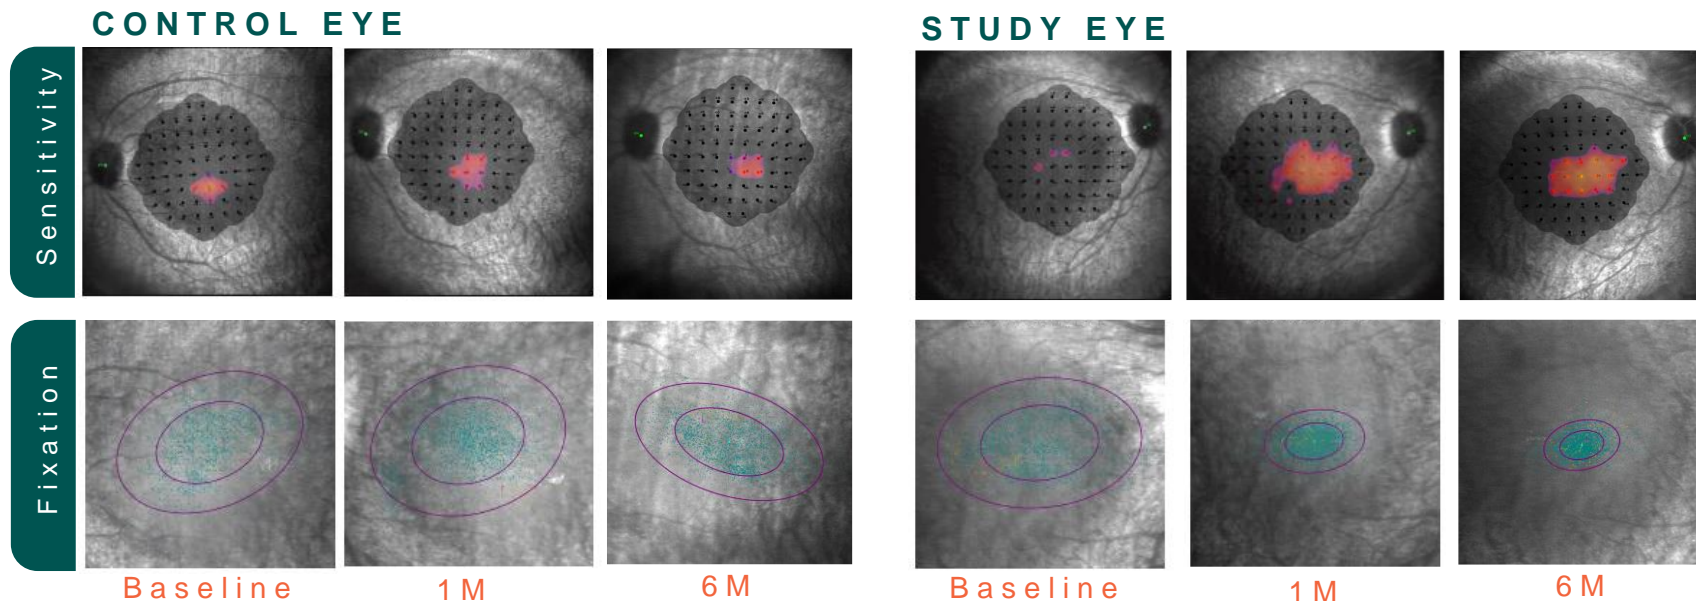 CONTROL EYE
STUDY EYE
Sensitivity
Fixation
Baseline
1M
6M
Baseline
1M
6M